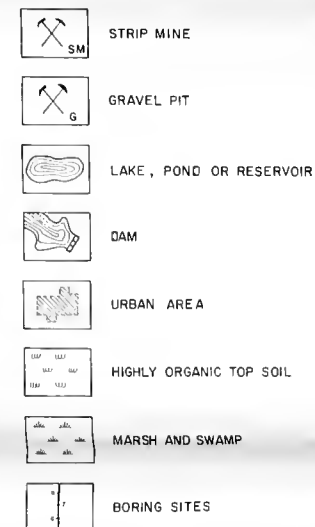 SM STRIP MINE
G GRAVEL PIT
LAKE, POND OR RESERVOIR
DAM
URBAN AREA
HIGHLY ORGANIC TOP SOIL
MARSH AND SWAMP
7 BORING SITES